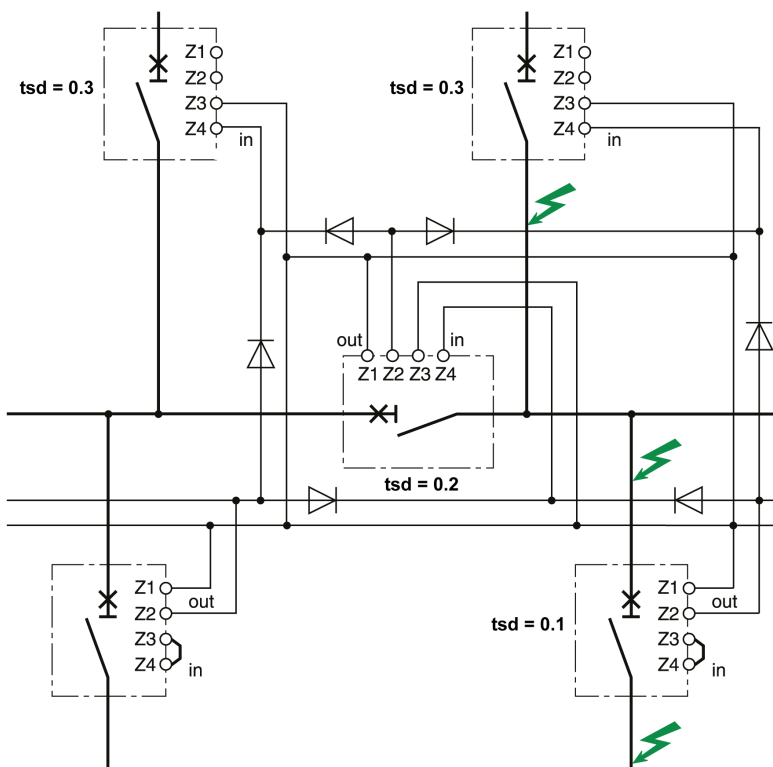 Z1 Z1
Z2 Z2
tsd = 0.3 tsd = 0.3
Z3 Z3
Z4 Z4
in in
out in
Z1 Z2 Z3 Z4
tsd = 0.2
Z1 Z1
Z2 out Z2 out
tsd = 0.1
Z3 Z3
Z4 in Z4 in